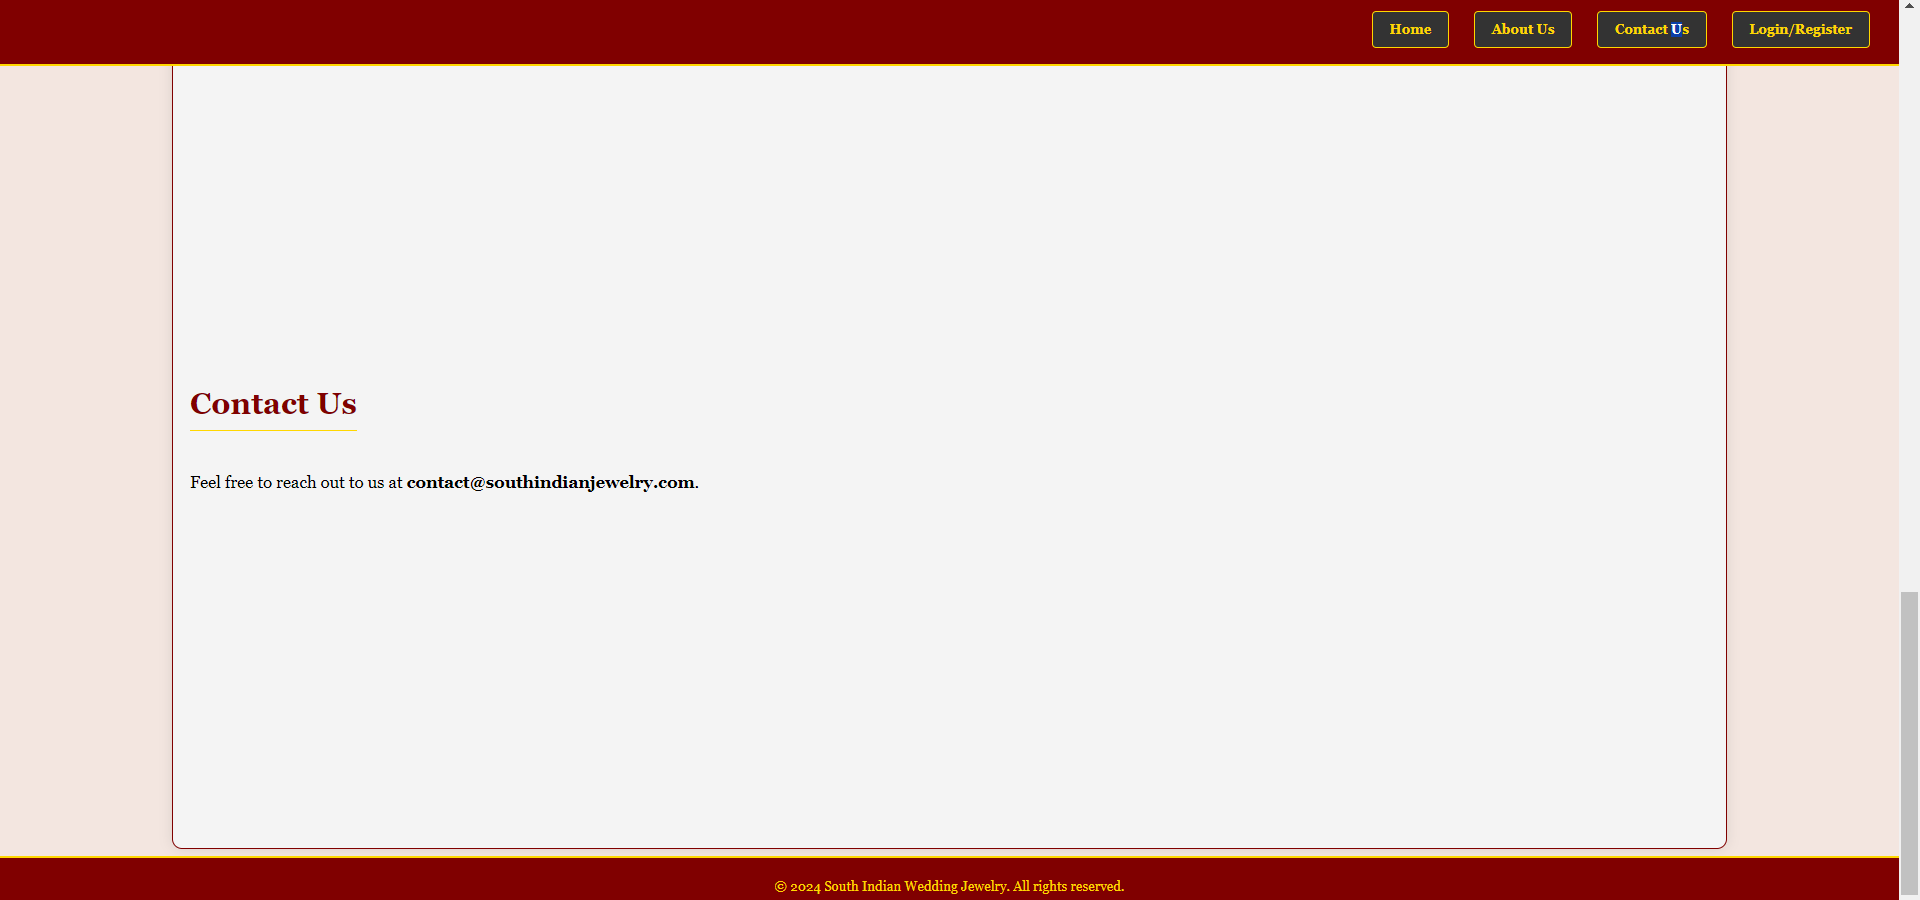 Home About Us Contact Us Login/Register
Contact Us
Feel free to reach out to us at contact@southindianjewelry.com.
© 2024 South Indian Wedding Jewelry. All rights reserved.